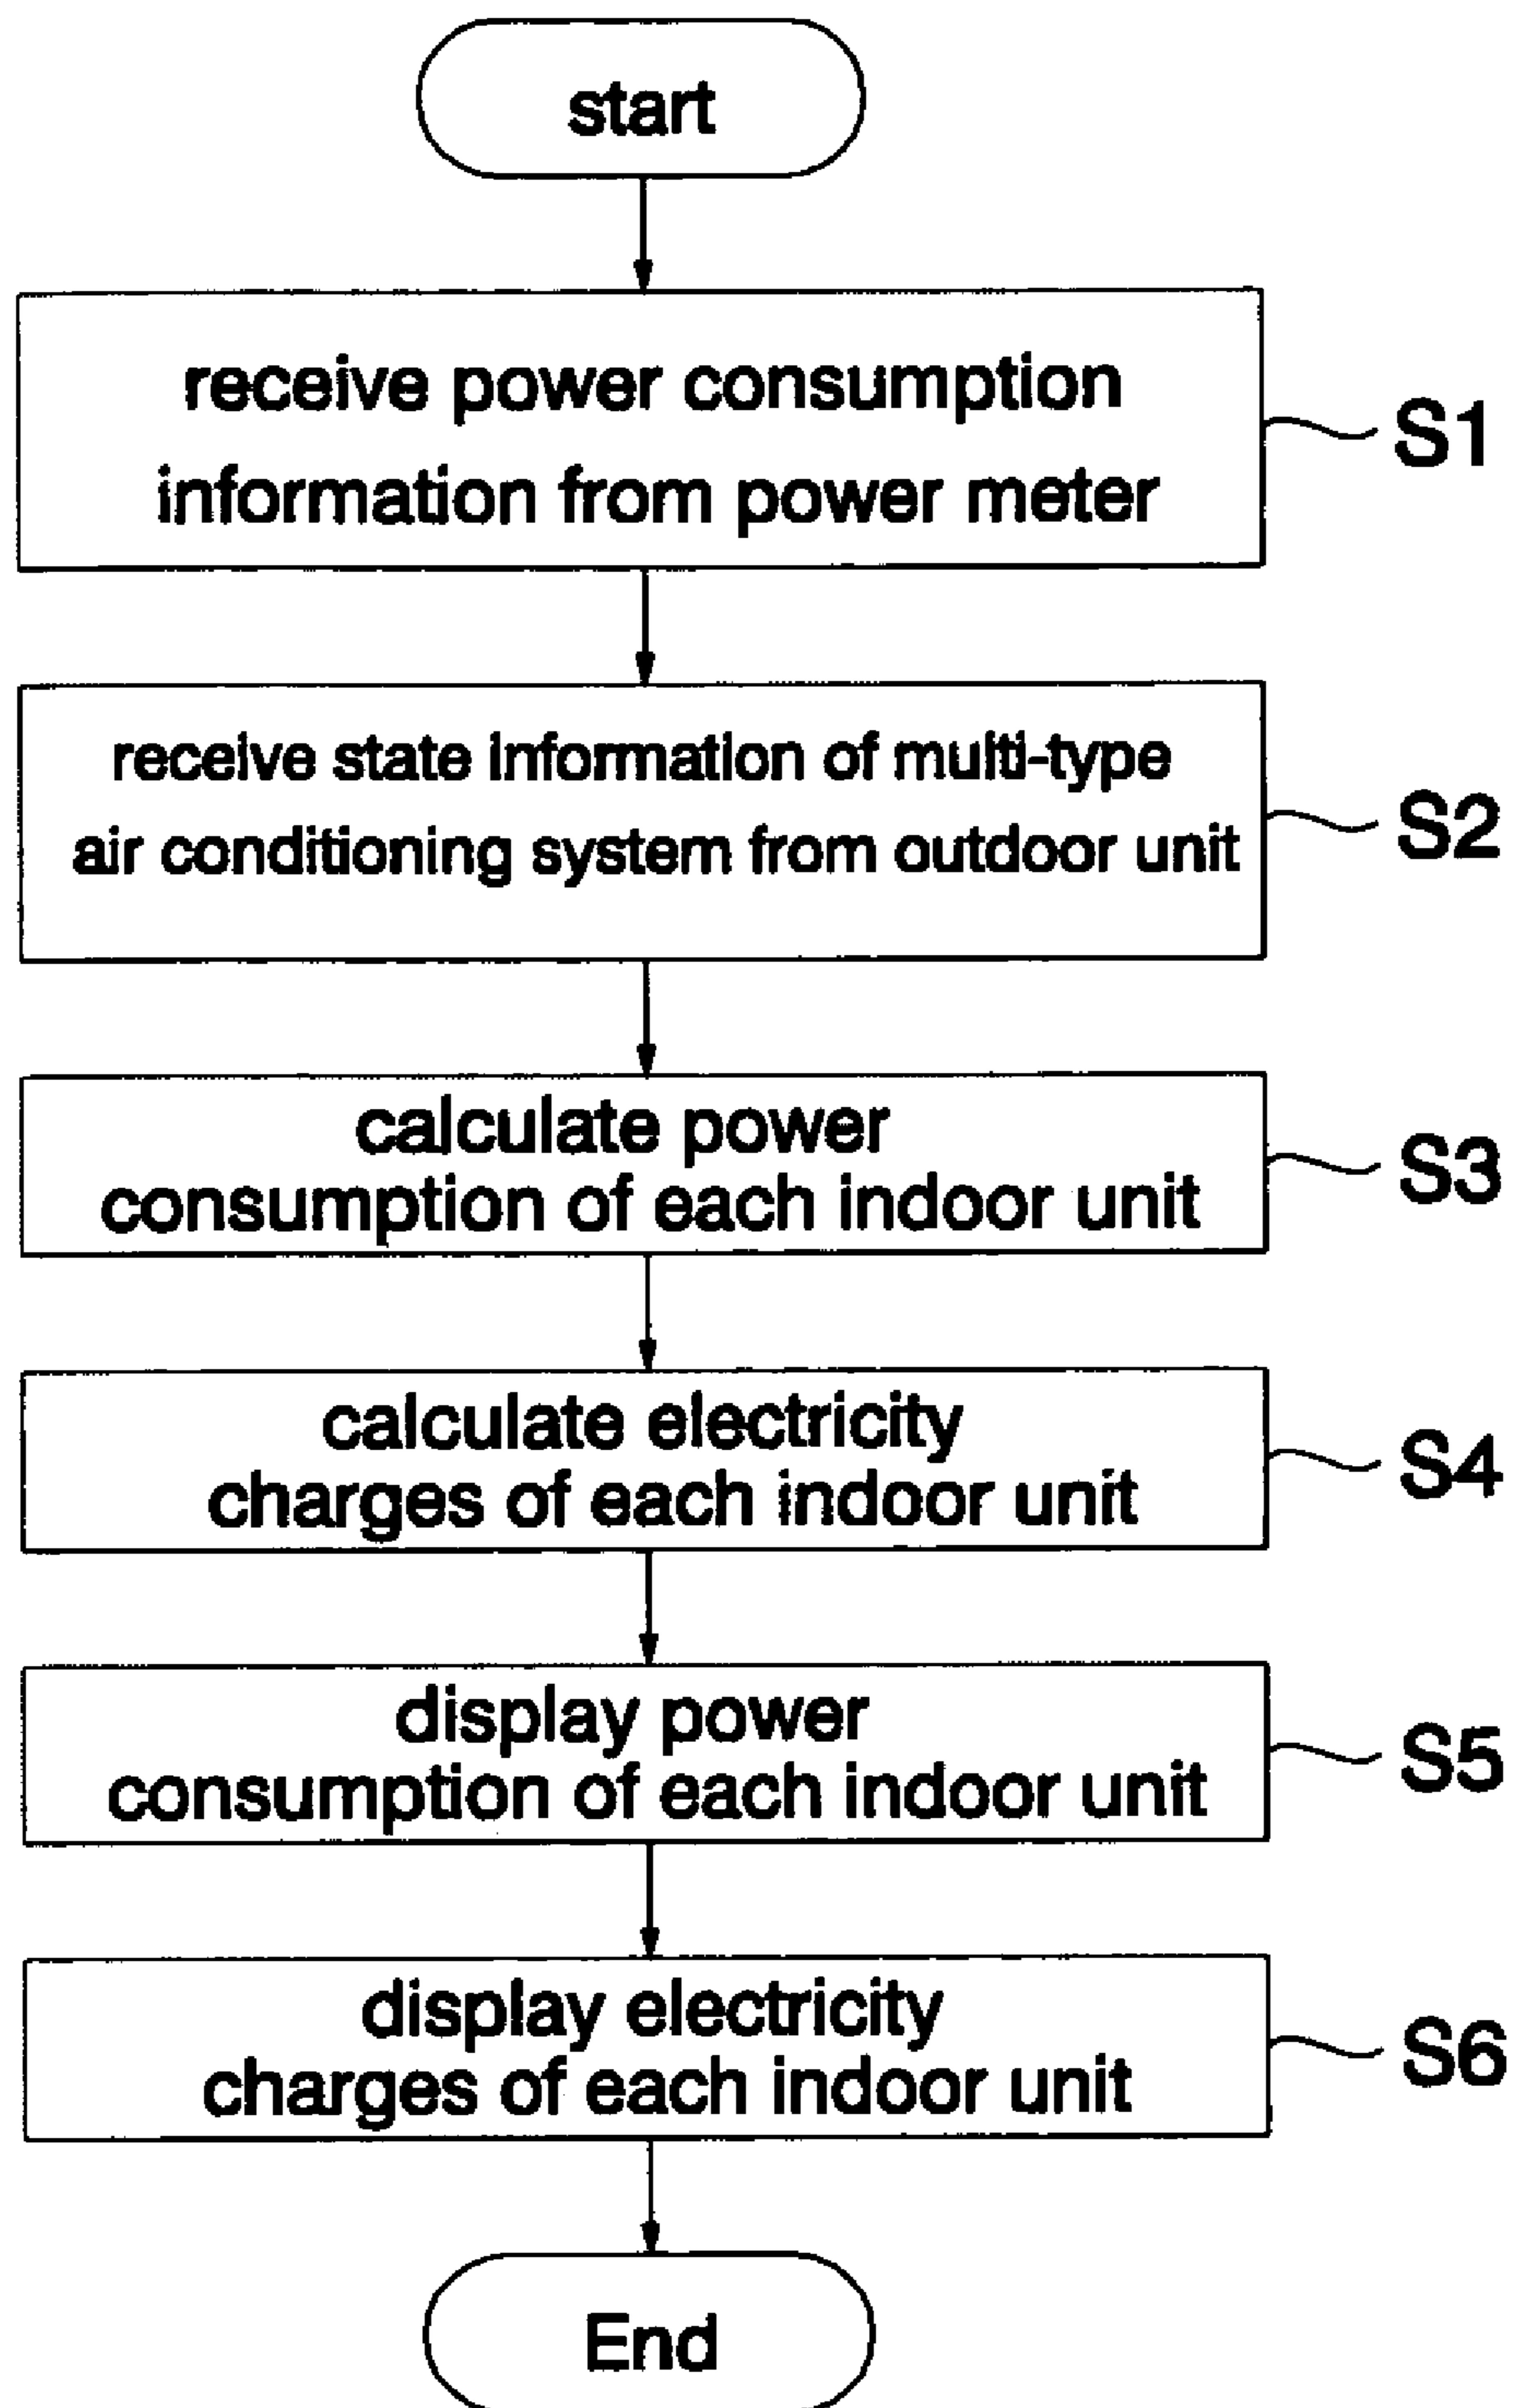 start
receive power consumption
information from power meter
S1
receive state information of multi-type
air conditioning system from outdoor unit
S2
calculate power
consumption of each indoor unit
S3
calculate electricity
charges of each indoor unit
S4
display power
consumption of each indoor unit
S5
display electricity
charges of each indoor unit
S6
End